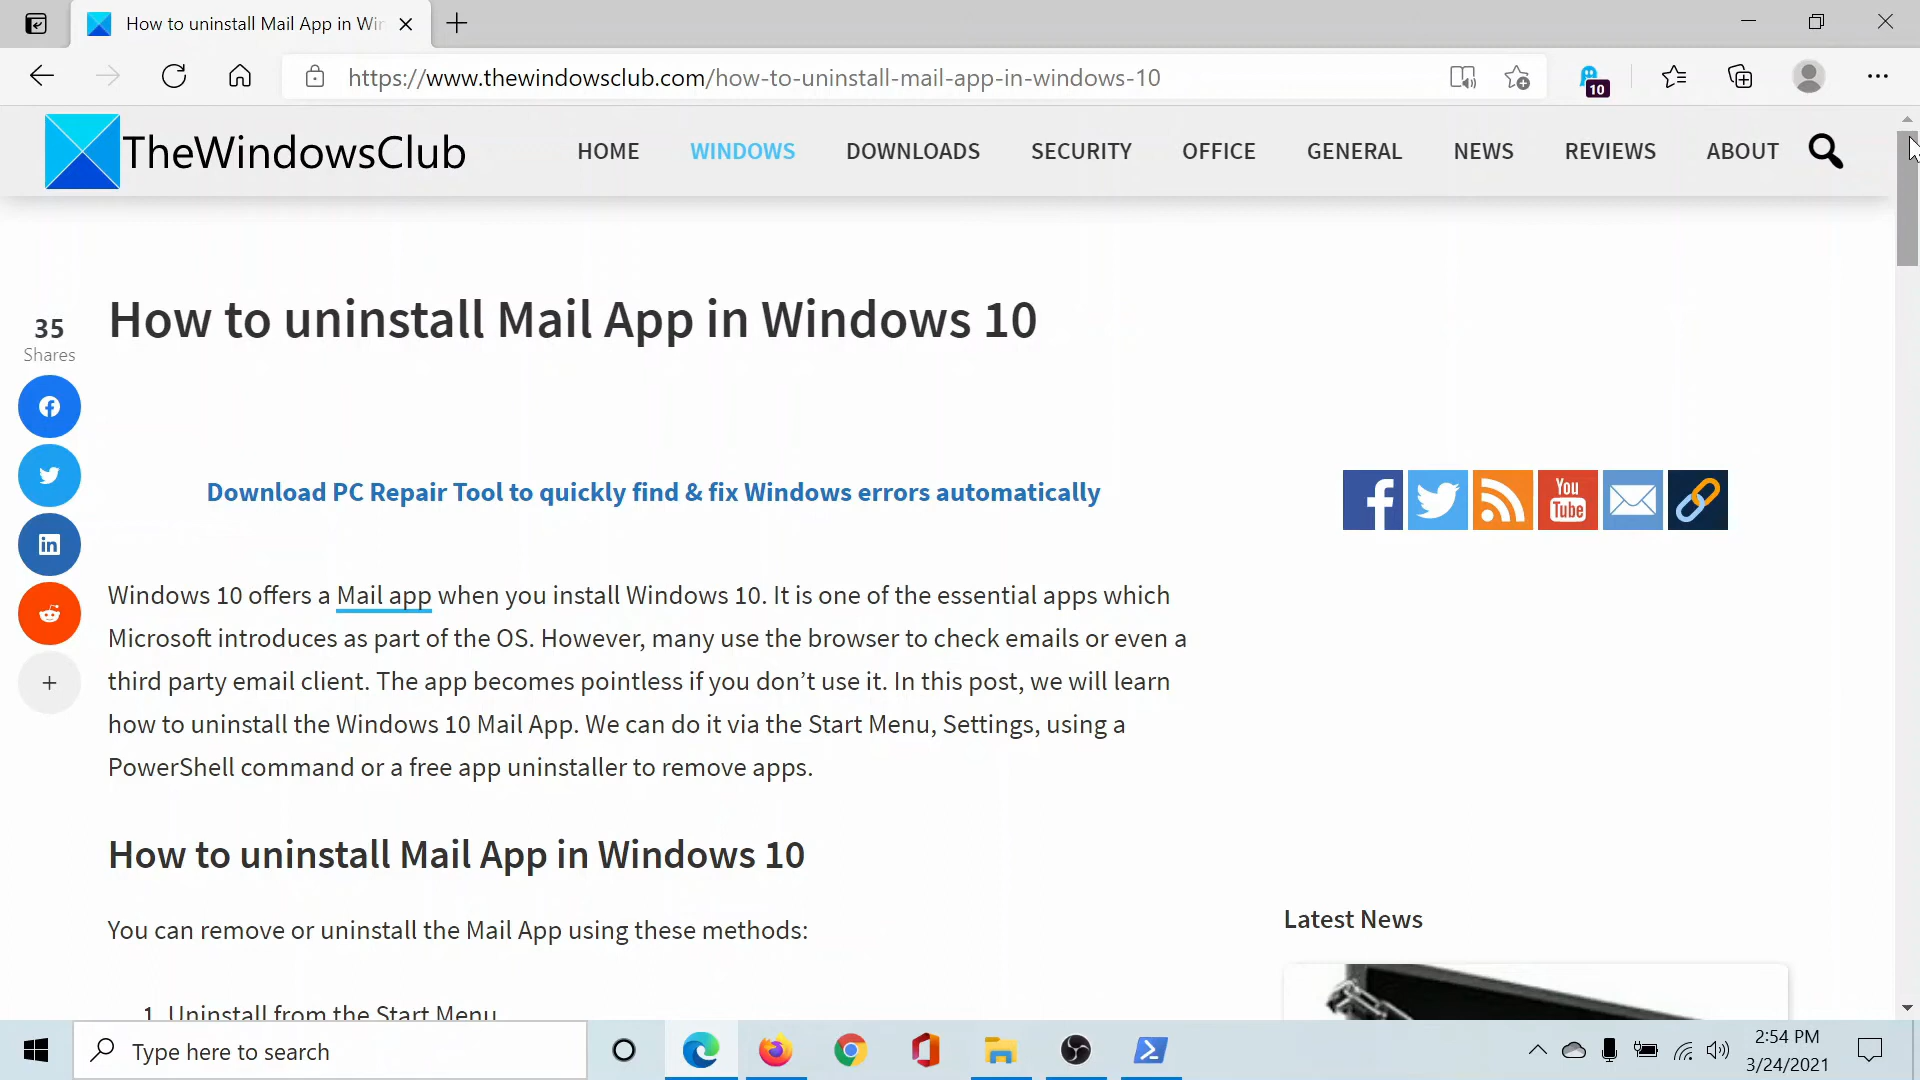 How to uninstall Mail App in Win
https://www.thewindowsclub.com/how-to-uninstall-mail-app-in-windows-10
10
TheWindowsClub
HOME
WINDOWS
DOWNLOADS
SECURITY
OFFICE
GENERAL
NEWS
REVIEWS
ABOUT
35
Shares
How to uninstall Mail App in Windows 10
Download PC Repair Tool to quickly find & fix Windows errors automatically
You
Tube
Windows 10 offers a Mail app when you install Windows 10. It is one of the essential apps which
Microsoft introduces as part of the OS. However, many use the browser to check emails or even a
third party email client. The app becomes pointless if you don’t use it. In this post, we will learn
how to uninstall the Windows 10 Mail App. We can do it via the Start Menu, Settings, using a
PowerShell command or a free app uninstaller to remove apps.
How to uninstall Mail App in Windows 10
You can remove or uninstall the Mail App using these methods:
1. Uninstall from the Start Menu
Latest News
Type here to search
2:54 PM
3/24/2021